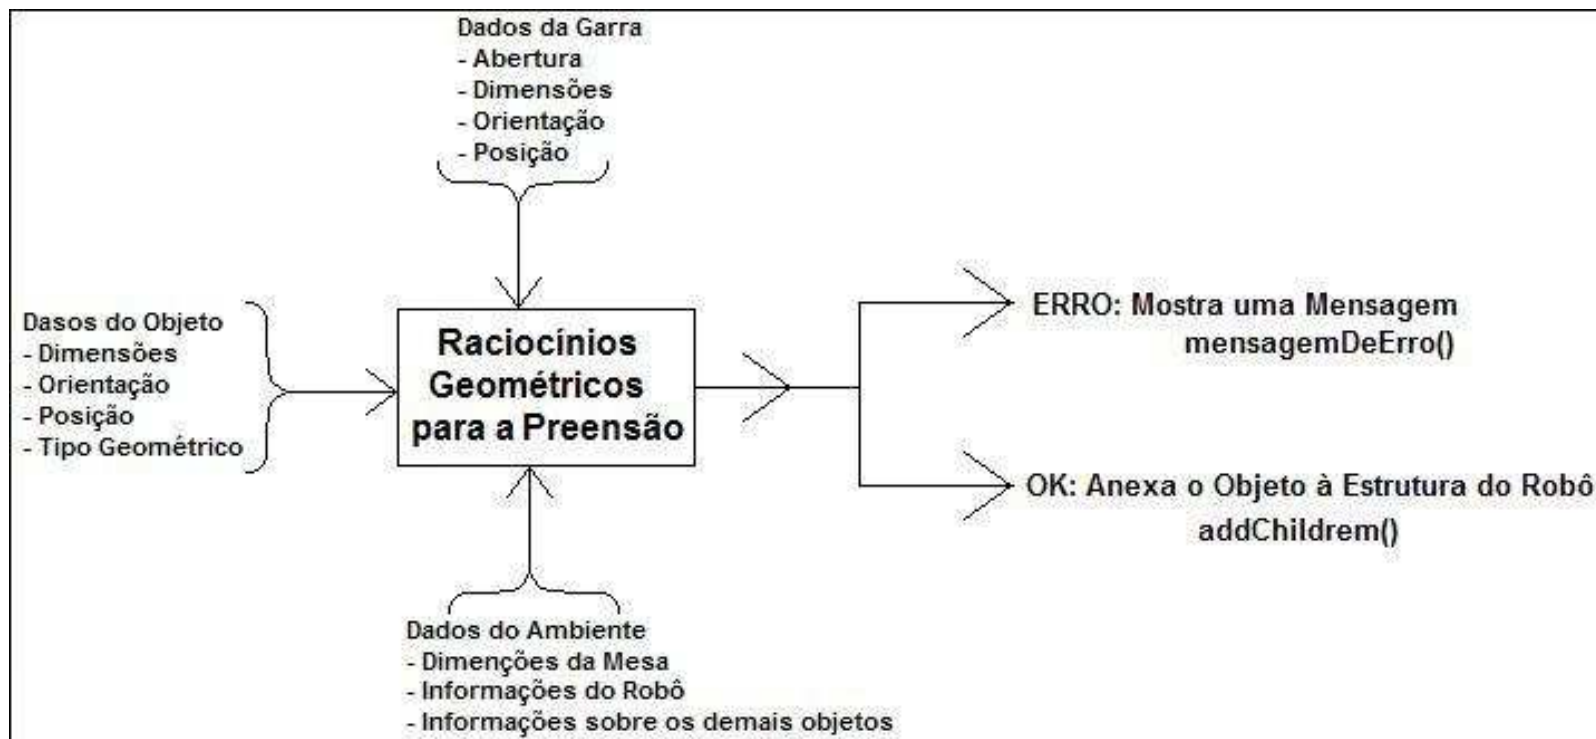 Dados da Garra
- Abertura
- Dimensões
- Orientação
- Posição
Dasos do Objeto
- Dimensões
- Orientação
- Posição
- Tipo Geométrico
Raciocínios
Geométricos
para a Preensão
ERRO: Mostra uma Mensagem
mensagemDeErro()
OK: Anexa o Objeto à Estrutura do Robô
addChildrem()
Dados do Ambiente
- Dimenções da Mesa
- Informações do Robô
- Informações sobre os demais objetos